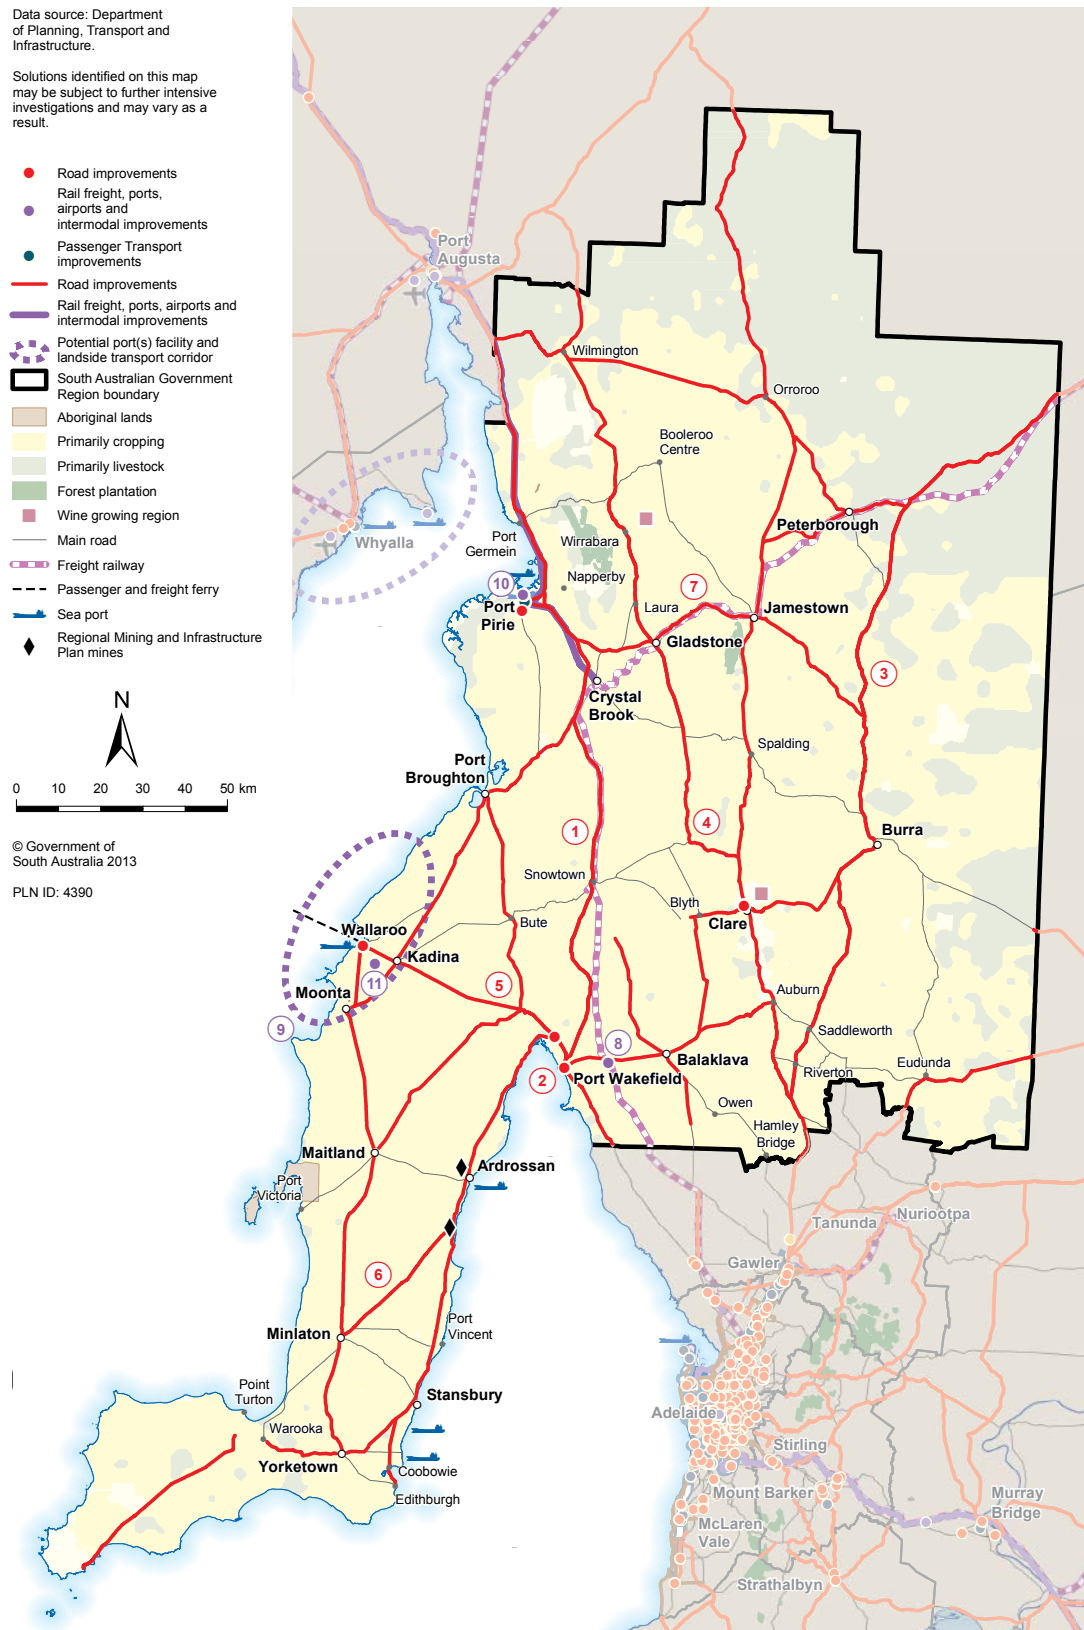 Data source: Department
of Planning, Transport and
Infrastructure.
Solutions identified on this map
may be subject to further intensive
investigations and may vary as a
result.
Road improvements
Rail freight, ports,
airports and
intermodal improvements
Passenger Transport
improvements
Road improvements
Rail freight, ports, airports and
intermodal improvements
Potential port(s) facility and
landside transport corridor
South Australian Government
Region boundary
Aboriginal lands
Primarily cropping
Primarily livestock
Forest plantation
Wine growing region
Main road
Freight railway
Passenger and freight ferry
Sea port
Regional Mining and Infrastructure
Plan mines
N
0 10 20 30 40 50 km
© Government of
South Australia 2013
PLN ID: 4390
Port
Augusta
Wilmington
Orroroo
Booleroo
Centre
Whyalla
Port
Germein
Wirrabara
Peterborough
10
Napperby
7
Port
Pirie
Laura
Jamestown
Gladstone
3
Crystal
Brook
Spalding
Port
Broughton
1
4
Burra
Snowtown
Blyth
Clare
Bute
Wallaroo
Kadina
11
5
Moonta
9
Auburn
Saddleworth
8
Balaklava
2
Port Wakefield
Riverton
Eudunda
Owen
Hamley
Bridge
Maitland
Ardrossan
Port
Victoria
6
Tanunda
Nuriootpa
Gawler
Minlaton
Port
Vincent
Point
Turton
Stansbury
Warooka
Adelaide
Yorketown
Coobowie
Edithburgh
Stirling
Mount Barker
Murray
Bridge
McLaren
Vale
Strathalbyn